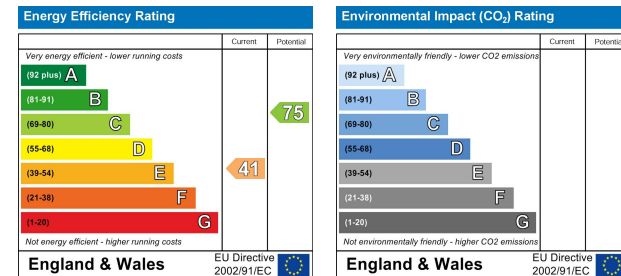 Energy Efficiency Rating
Current Potential
Very energy efficient - lower running costs
(92 plus) A
(81-91) B
(69-80) C
(55-68) D
(39-54) E
(21-38) F
(1-20) G
75
41
Not energy efficient - higher running costs
England & Wales
EU Directive
2002/91/EC
Environmental Impact (CO₂) Rating
Current Potentia
Very environmentally friendly - lower CO2 emissions
(92 plus) A
(81-91) B
(69-80) C
(55-68) D
(39-54) E
(21-38) F
(1-20) G
Not environmentally friendly - higher CO2 emissions
England & Wales
EU Directive
2002/91/EC